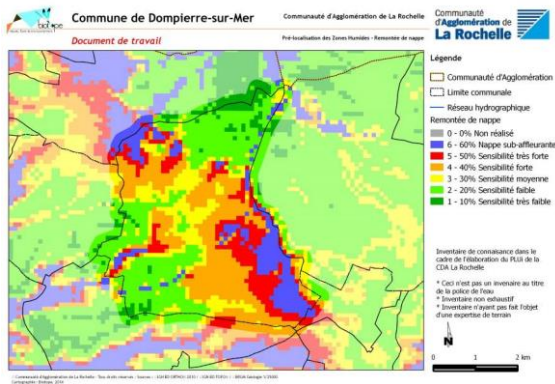 biotope
Commune de Dompierre-sur-Mer
Document de travail
Communauté d'Agglomération de La Rochelle
Pré-localisation des Zones Humides - Remontée de nappe
Communauté
d'Agglomération de
La Rochelle
Légende
Communauté d'Agglomération
Limite communale
Réseau hydrographique
Remontée de nappe
0 - 0% Non réalisé
6 - 60% Nappe sub-affleurante
5 - 50% Sensibilité très forte
4 - 40% Sensibilité forte
3 - 30% Sensibilité moyenne
2 - 20% Sensibilité faible
1 - 10% Sensibilité très faible
Inventaire de connaisance dans le
cadre de l'élaboration du PLUi de la
CDA La Rochelle
* Ceci n'est pas un invenaire au titre
de la police de l'eau
* Inventaire non exhaustif
* Inventaire n'ayant pas fait l'objet
d'une expertise de terrain
N
0 1 2 km